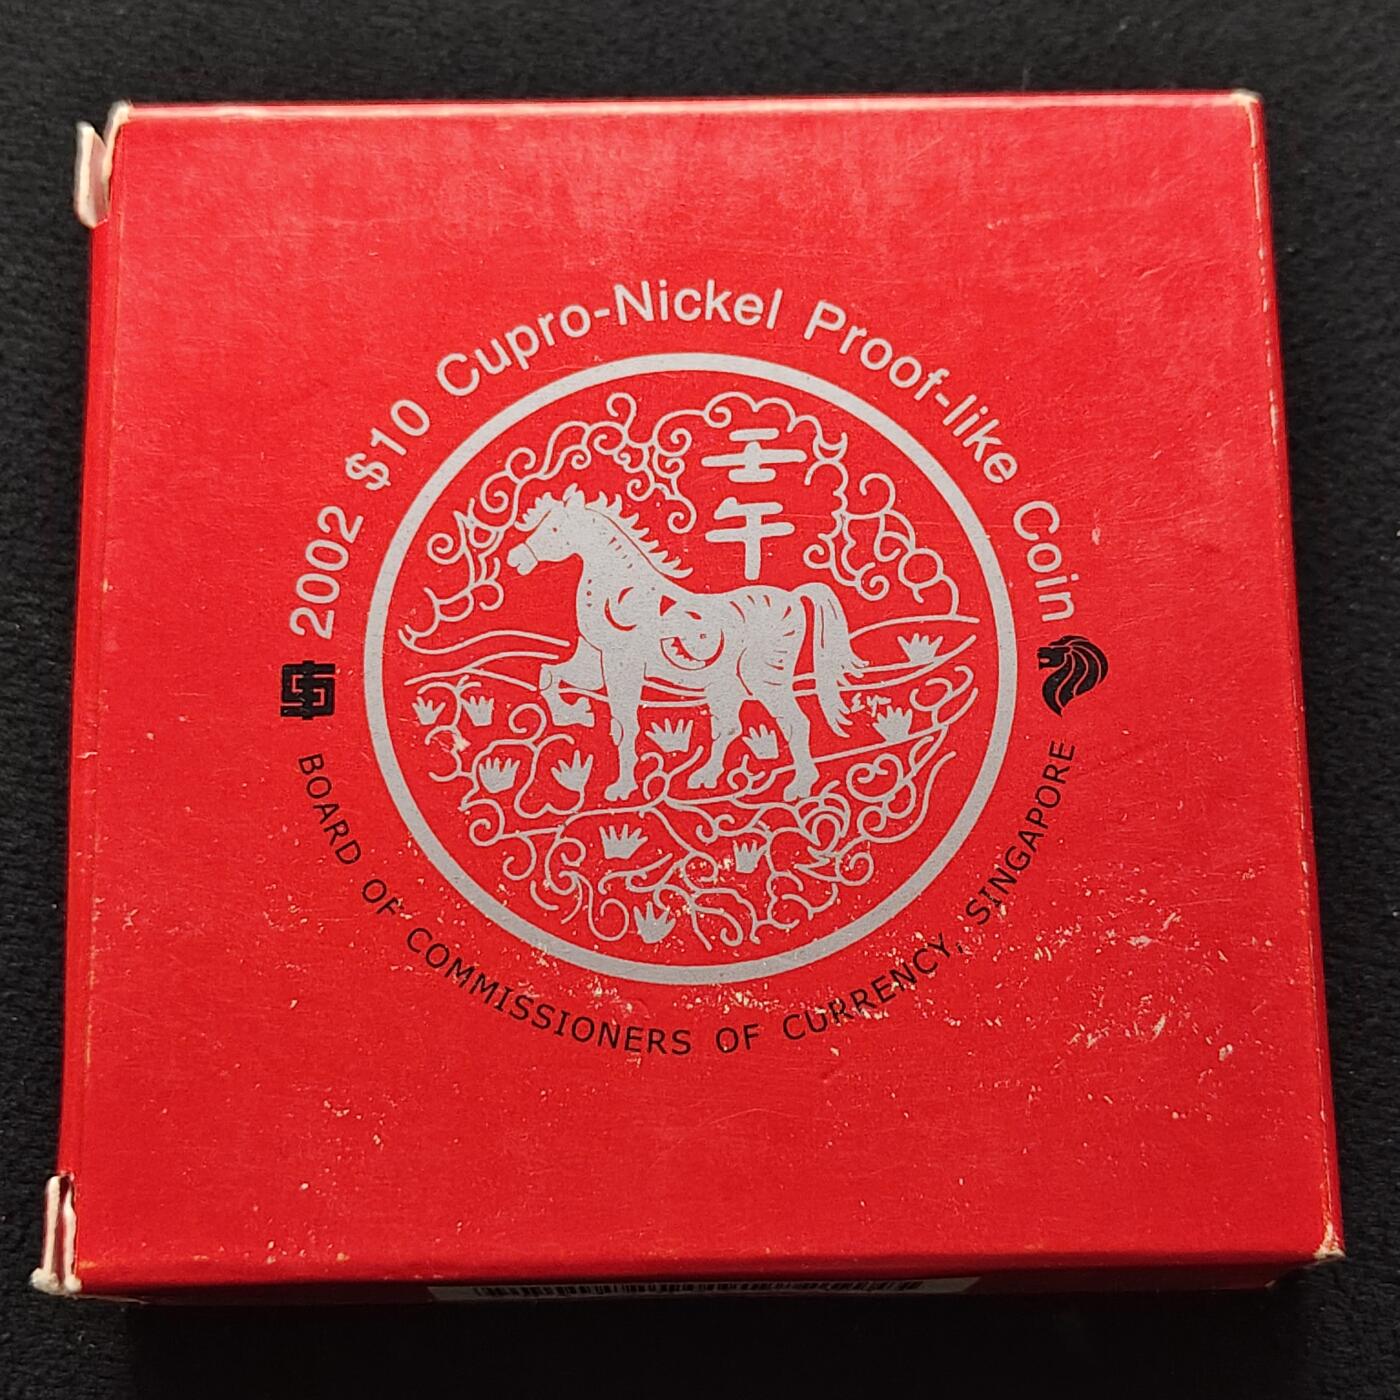 2002 $10 Cupro-Nickel Proof-like Coin
壬午
BOARD OF COMMISSIONERS OF CURRENCY, SINGAPORE